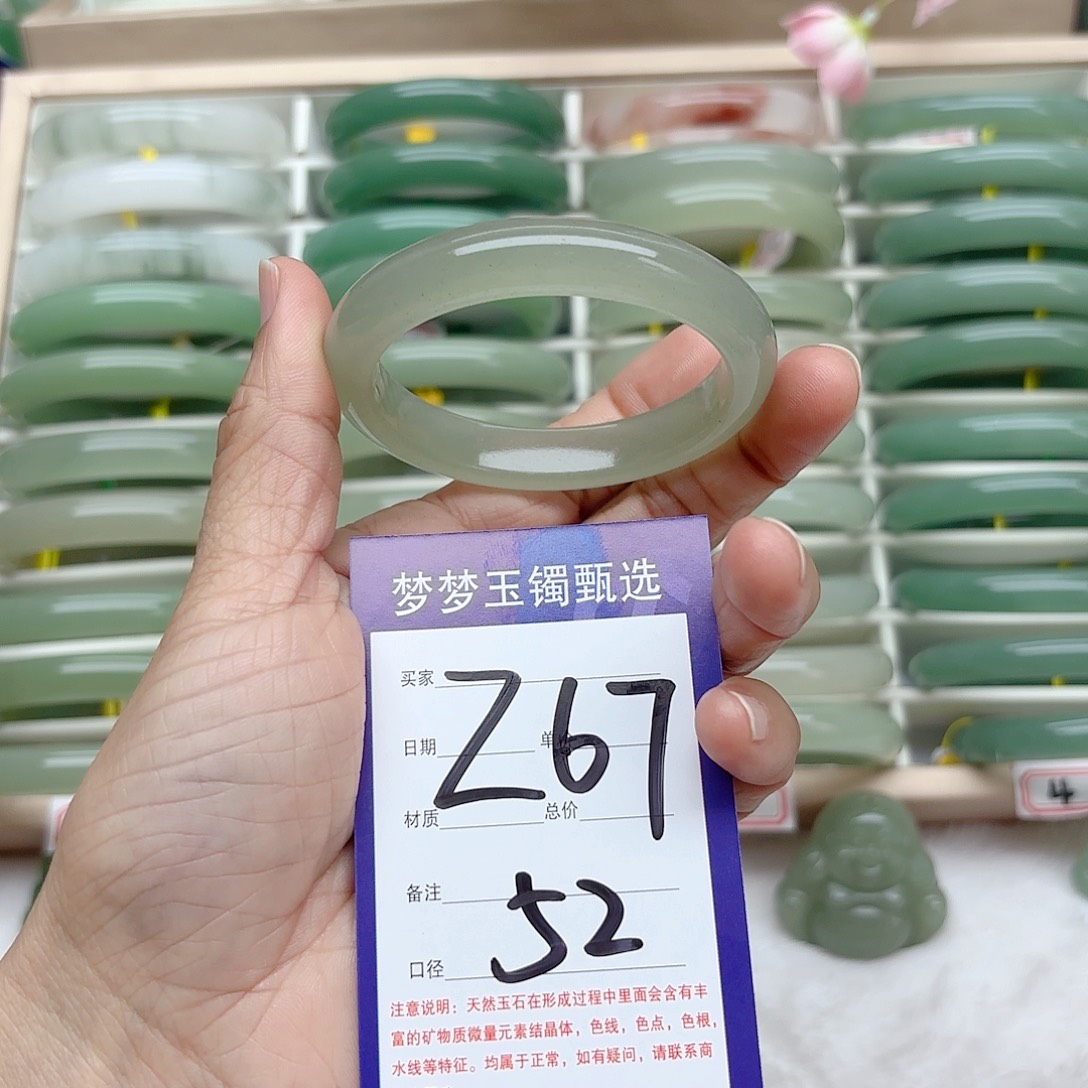 梦梦玉镯甄选
买家
Z67
日期 单
材质 总价
备注
52
口径
注意说明：天然玉石在形成过程中里面会含有丰
富的矿物质微量元素结晶体，色线，色点，色根，
水线等特征。均属于正常，如有疑问，请联系商
4